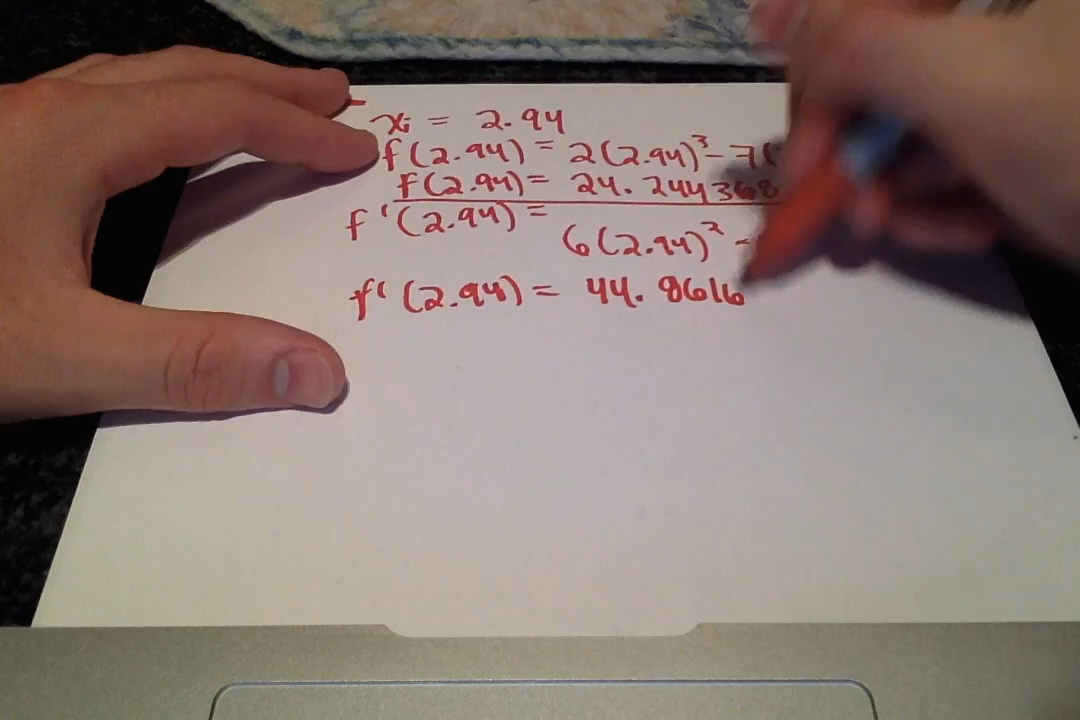 xi = 2.94
f(2.94) = 2(2.94)³ - 7(
f(2.94) = 24.244368
f'(2.94) =
6(2.94)² -
f'(2.94) = 44.8616